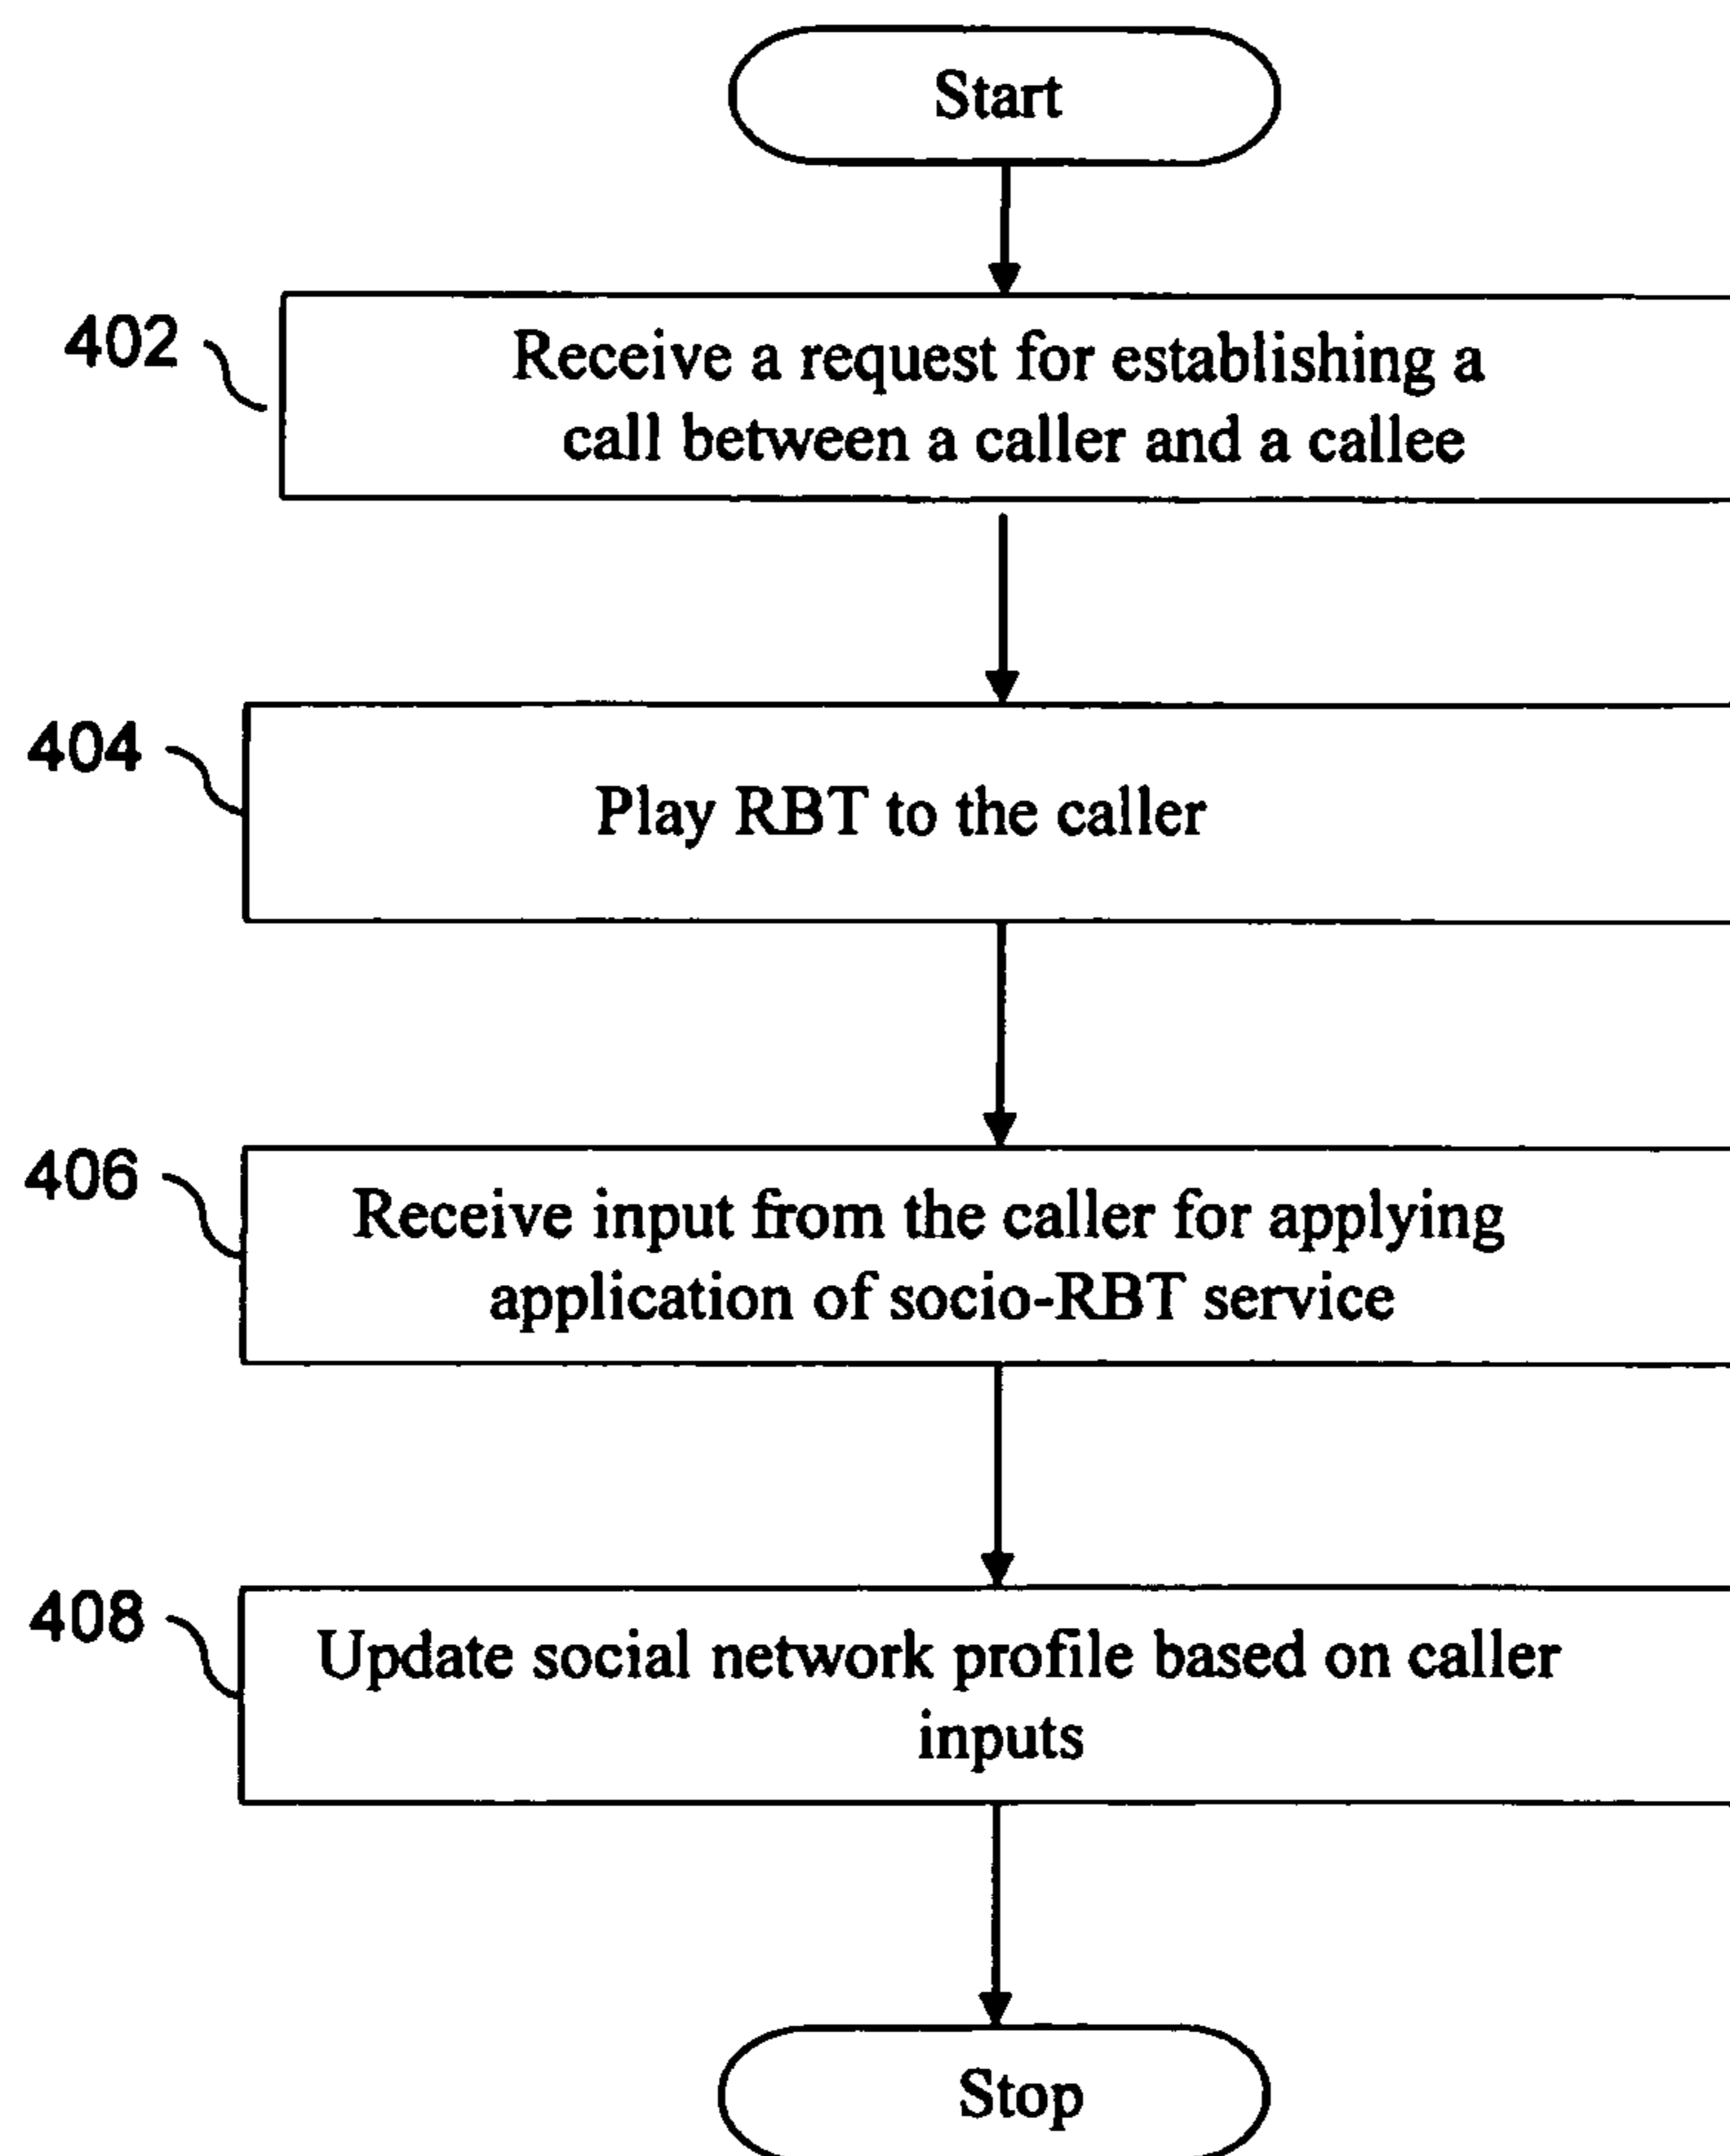 Start
402
Receive a request for establishing a
call between a caller and a callee
404
Play RBT to the caller
406
Receive input from the caller for applying
application of socio-RBT service
408
Update social network profile based on caller
inputs
Stop